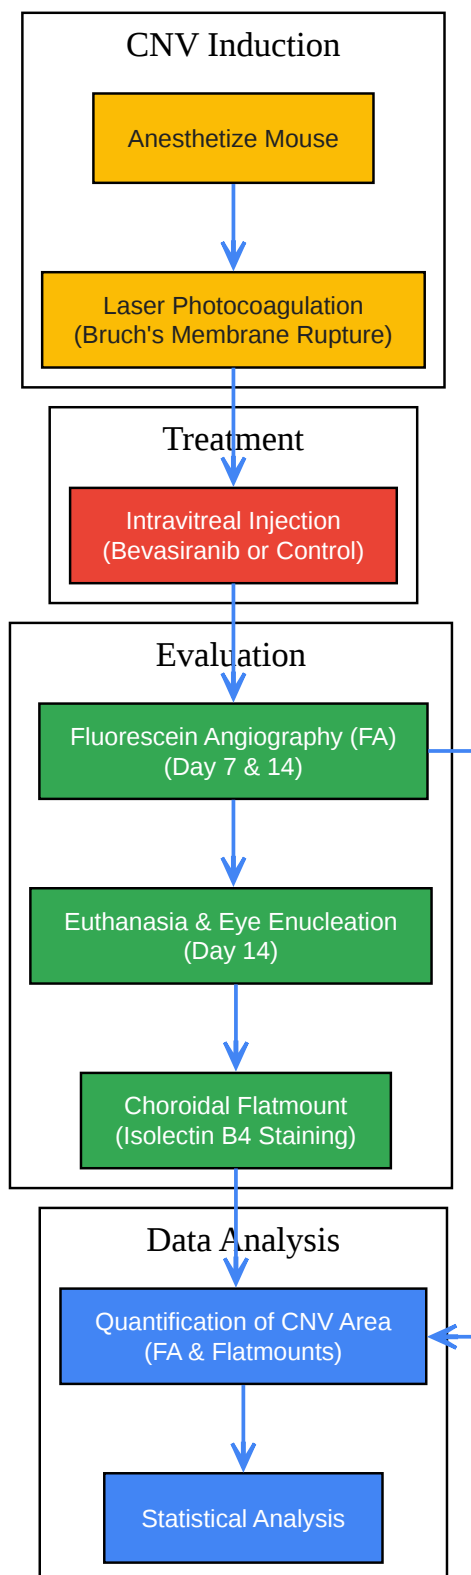 CNV Induction
Anesthetize Mouse
Laser Photocoagulation
(Bruch's Membrane Rupture)
Treatment
Intravitreal Injection
(Bevasiranib or Control)
Evaluation
Fluorescein Angiography (FA)
(Day 7 & 14)
Euthanasia & Eye Enucleation
(Day 14)
Choroidal Flatmount
(Isolectin B4 Staining)
Data Analysis
Quantification of CNV Area
(FA & Flatmounts)
Statistical Analysis